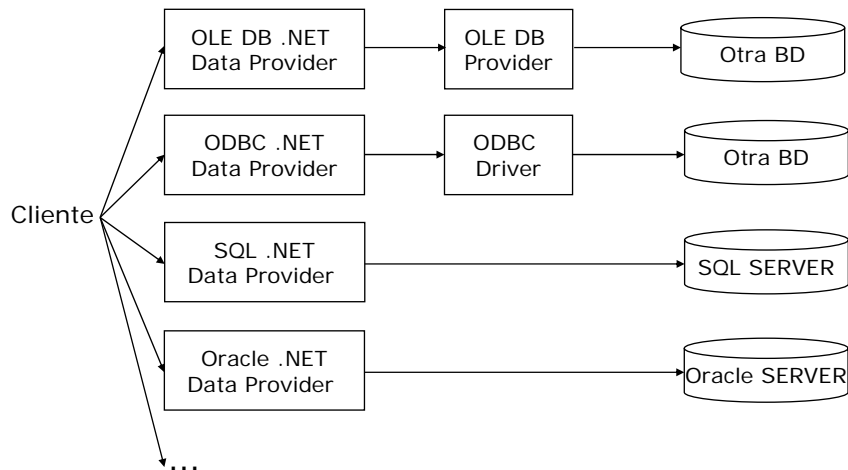 OLE DB .NET
Data Provider
OLE DB
Provider
Otra BD
ODBC .NET
Data Provider
ODBC
Driver
Otra BD
Cliente
SQL .NET
Data Provider
SQL SERVER
Oracle .NET
Data Provider
Oracle SERVER
...